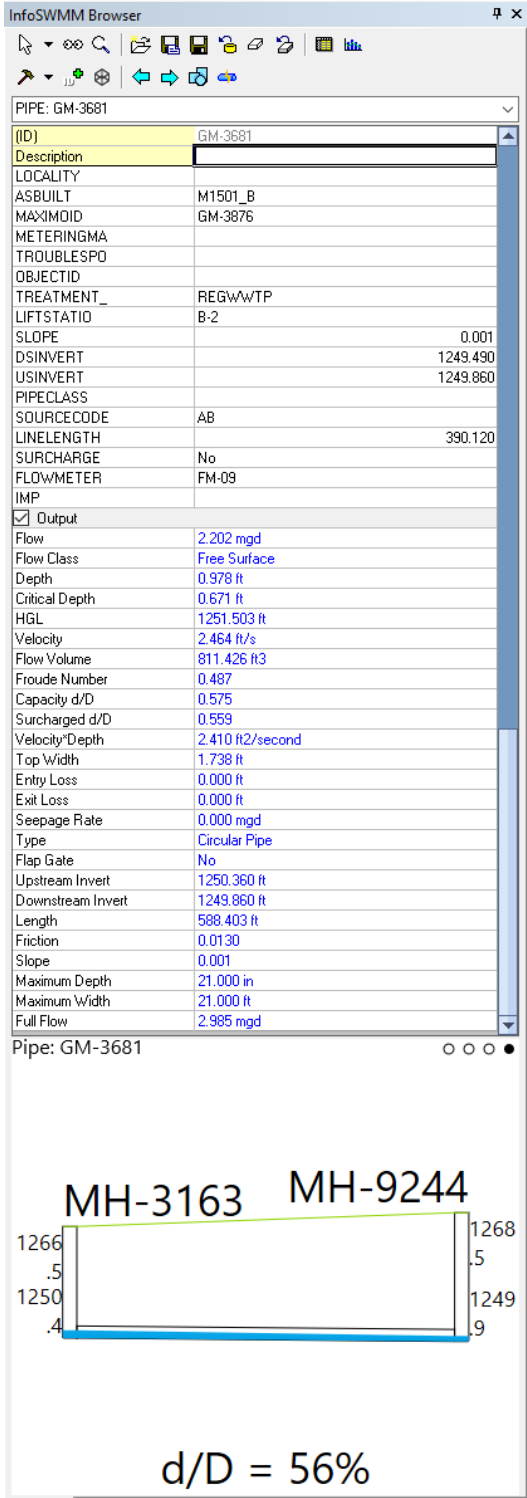 InfoSWMM Browser
PIPE: GM-3681
(ID) GM-3681
Description
LOCALITY
ASBUILT M1501_B
MAXIMOID GM-3876
METERINGMA
TROUBLESPO
OBJECTID
TREATMENT_ REGWWTP
LIFTSTATIO B-2
SLOPE 0.001
DSINVERT 1249.490
USINVERT 1249.860
PIPECLASS
SOURCECODE AB
LINELENGTH 390.120
SURCHARGE No
FLOWMETER FM-09
IMP
Output
Flow 2.202 mgd
Flow Class Free Surface
Depth 0.978 ft
Critical Depth 0.671 ft
HGL 1251.503 ft
Velocity 2.464 ft/s
Flow Volume 811.426 ft3
Froude Number 0.487
Capacity d/D 0.575
Surcharged d/D 0.559
Velocity*Depth 2.410 ft2/second
Top Width 1.738 ft
Entry Loss 0.000 ft
Exit Loss 0.000 ft
Seepage Rate 0.000 mgd
Type Circular Pipe
Flap Gate No
Upstream Invert 1250.360 ft
Downstream Invert 1249.860 ft
Length 588.403 ft
Friction 0.0130
Slope 0.001
Maximum Depth 21.000 in
Maximum Width 21.000 ft
Full Flow 2.985 mgd
Pipe: GM-3681
MH-3163 MH-9244
1266 1268
.5 .5
1250 1249
.4 .9
d/D = 56%